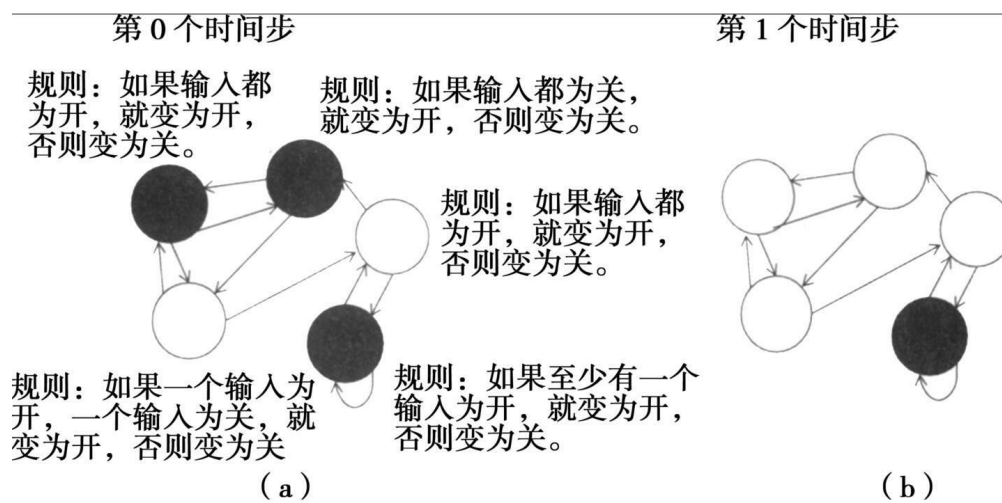 第 0 个时间步
第 1 个时间步
规则：如果输入都
为开，就变为开，
否则变为关。
规则：如果输入都为关，
就变为开，否则变为关。
规则：如果输入都
为开，就变为开，
否则变为关。
规则：如果一个输入为
开，一个输入为关，就
变为开，否则变为关
规则：如果至少有一个
输入为开，就变为开，
否则变为关。
（a）
（b）